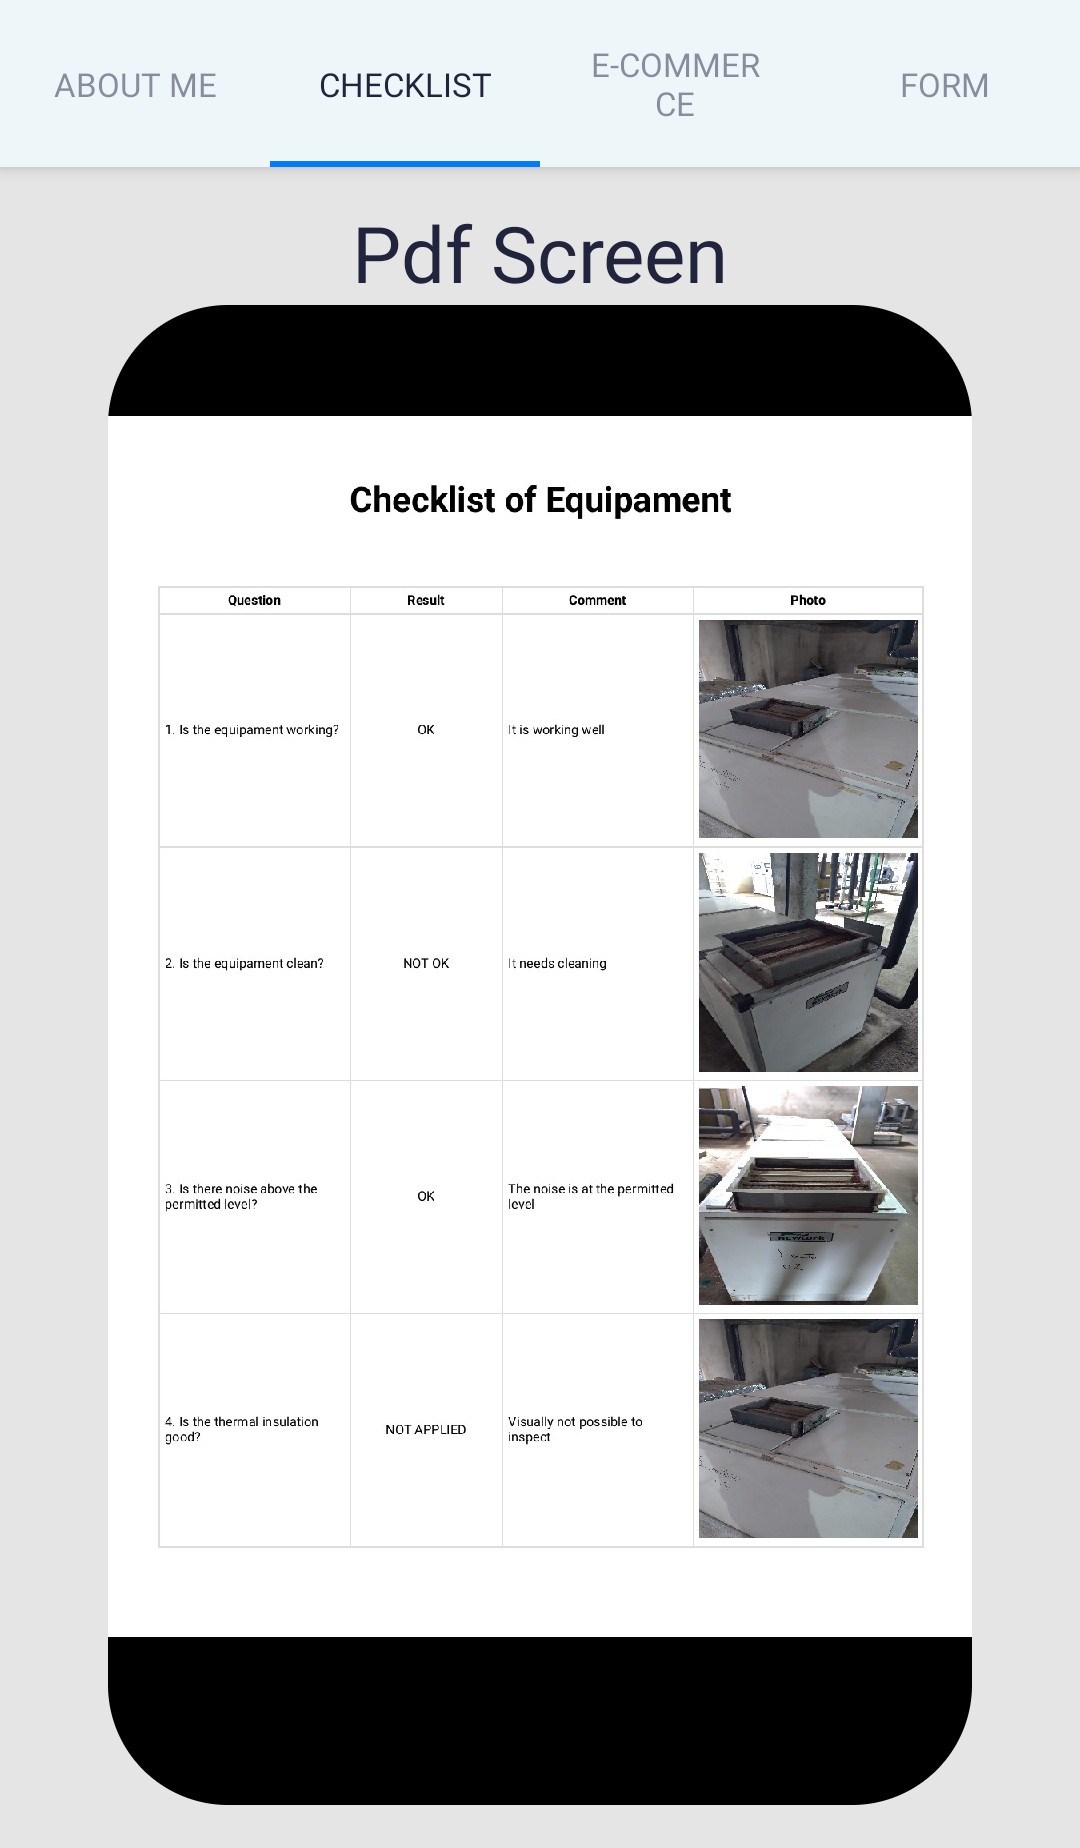 ABOUT ME
CHECKLIST
E-COMMER
CE
FORM
Pdf Screen
Checklist of Equipament
Question
Result
Comment
Photo
1. Is the equipament working?
OK
It is working well
2. Is the equipament clean?
NOT OK
It needs cleaning
3. Is there noise above the
permitted level?
OK
The noise is at the permitted
level
4. Is the thermal insulation
good?
NOT APPLIED
Visually not possible to
inspect